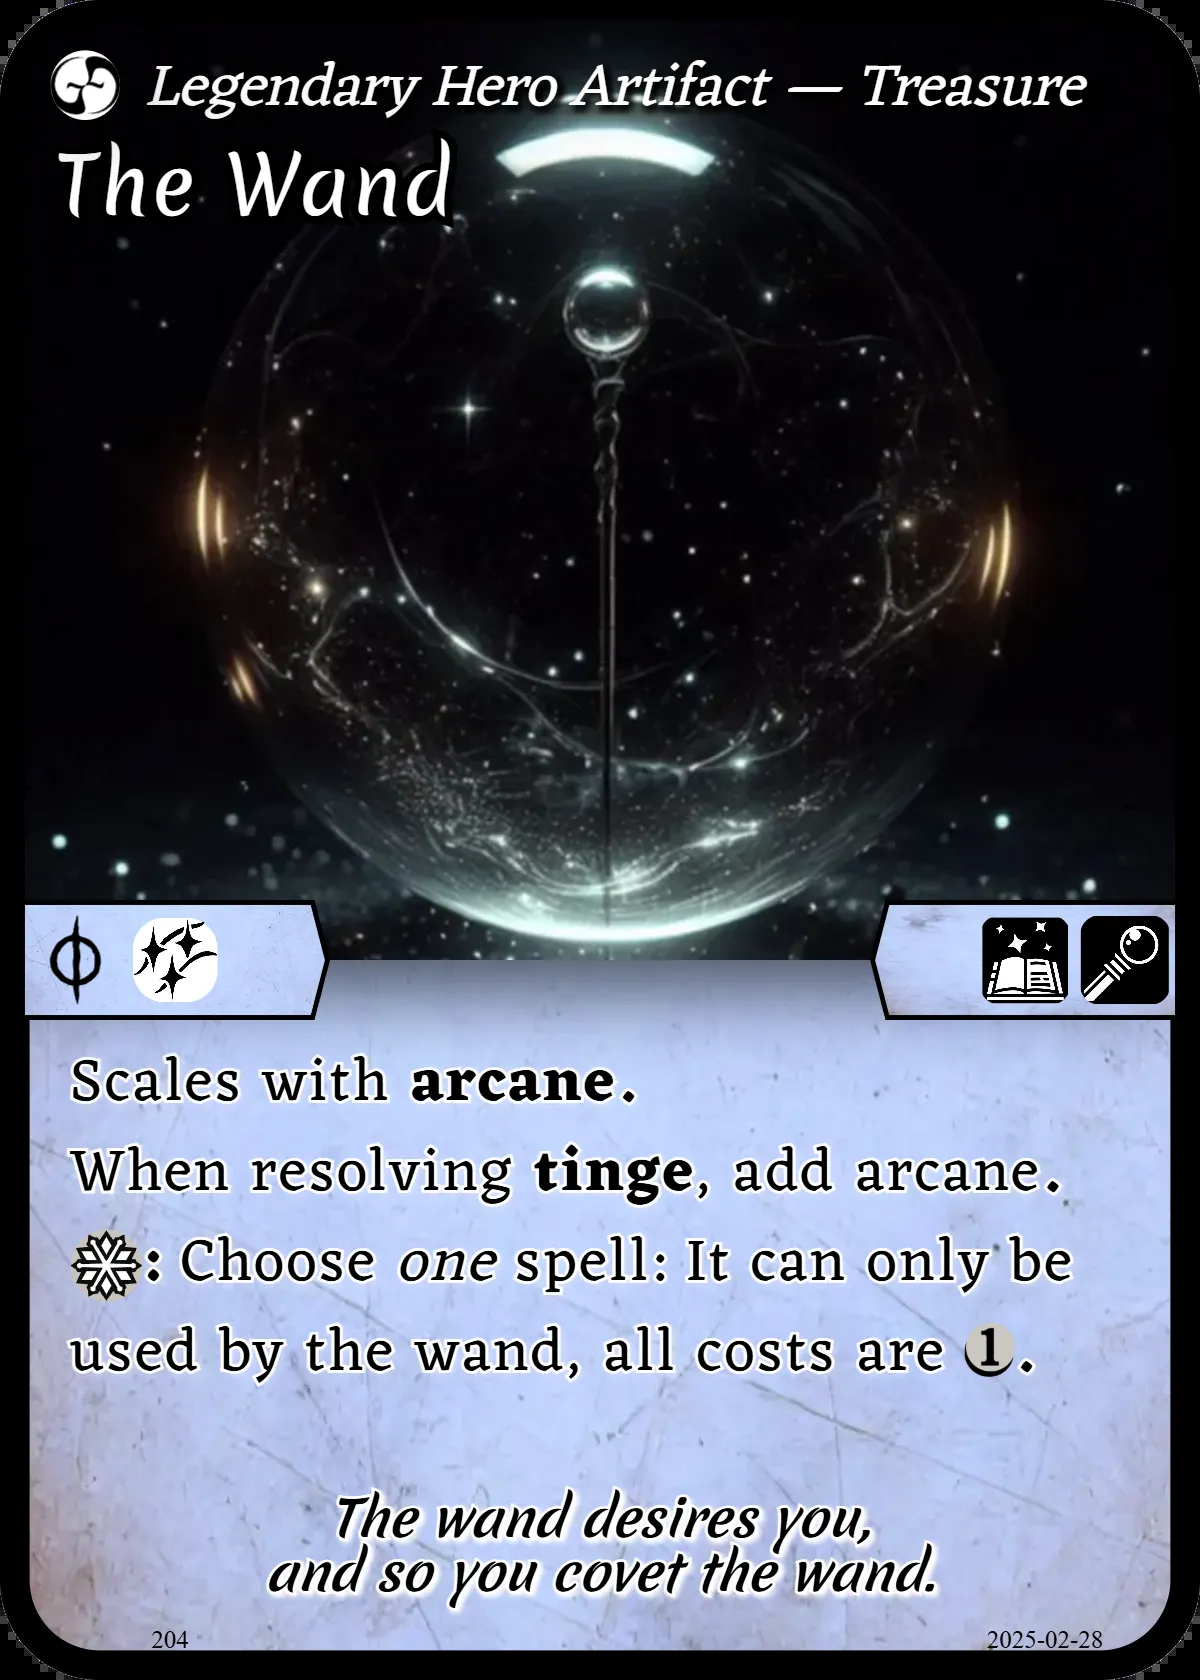 Legendary Hero Artifact — Treasure
The Wand
Scales with arcane.
When resolving tinge, add arcane.
: Choose one spell: It can only be
used by the wand, all costs are 1.
The wand desires you,
and so you covet the wand.
204
2025-02-28